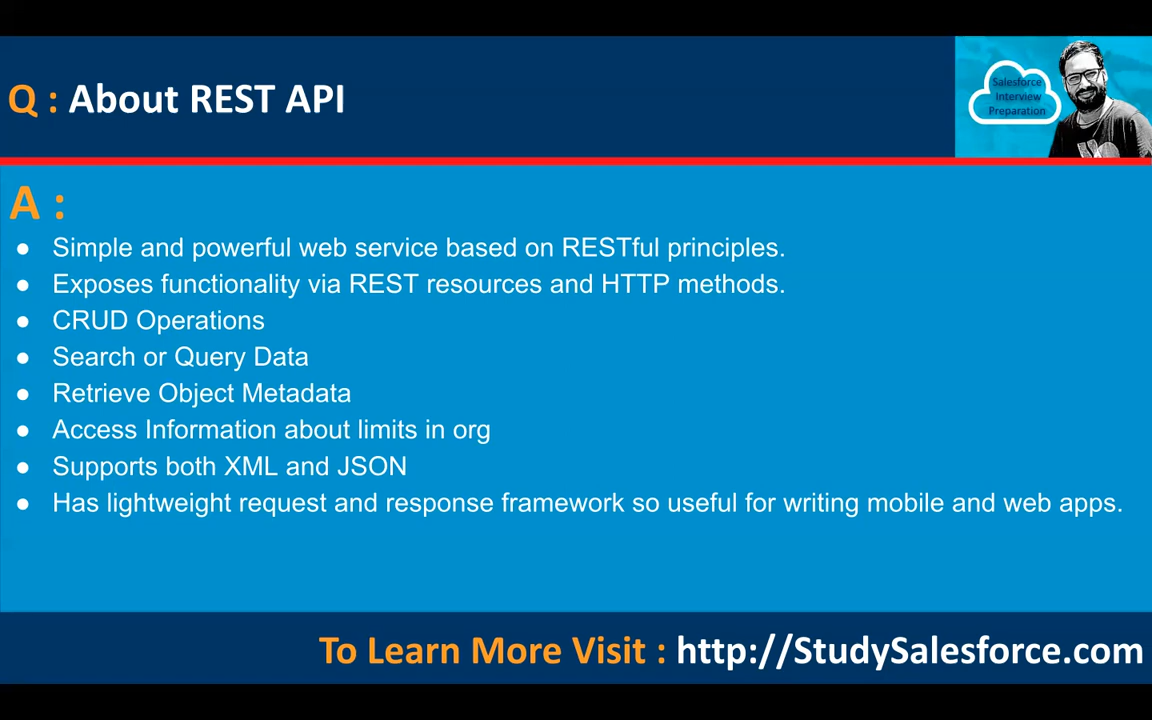 Q : About REST API
Salesforce
Interview
Preparation
A :
● Simple and powerful web service based on RESTful principles.
● Exposes functionality via REST resources and HTTP methods.
● CRUD Operations
● Search or Query Data
● Retrieve Object Metadata
● Access Information about limits in org
● Supports both XML and JSON
● Has lightweight request and response framework so useful for writing mobile and web apps.
To Learn More Visit : http://StudySalesforce.com